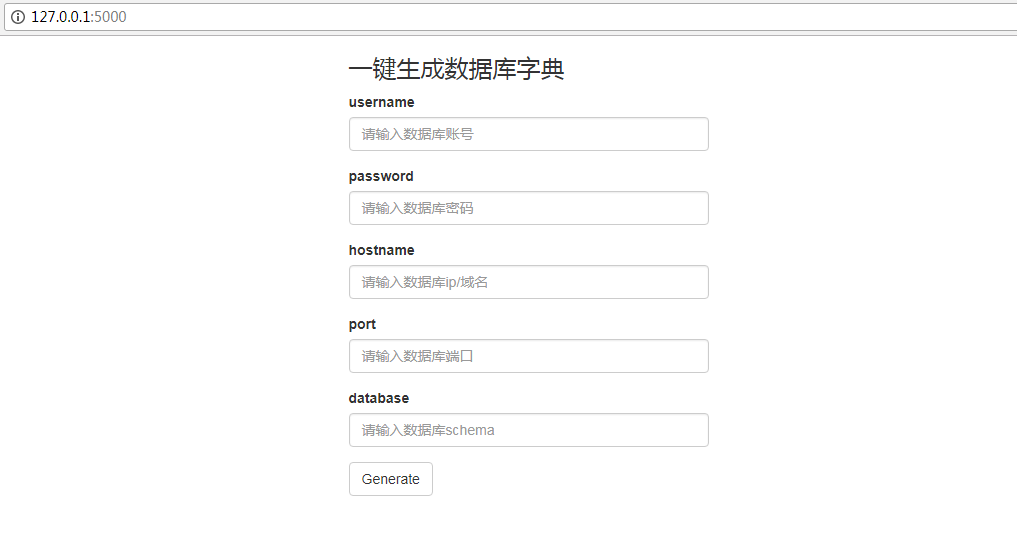 127.0.0.1:5000
一键生成数据库字典
username
请输入数据库账号
password
请输入数据库密码
hostname
请输入数据库ip/域名
port
请输入数据库端口
database
请输入数据库schema
Generate